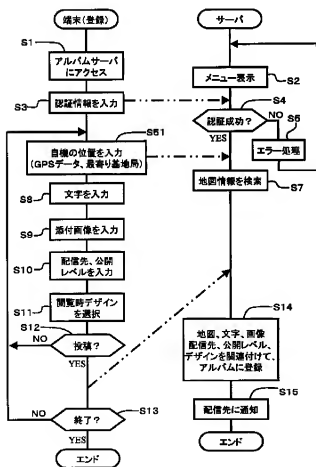 端末(登録)
S1
アルバムサーバ
にアクセス
S3
認証情報を入力
S51
自機の位置を入力
(GPSデータ、最寄り基地局)
S8
文字を入力
S9
添付画像を入力
S10
配信先、公開
レベルを入力
S11
閲覧時デザイン
を選択
S12
NO
投稿?
YES
NO
終了?
S13
YES
エンド
サーバ
メニュー表示
S2
S4
認証成功?
NO
YES
S6
エラー処理
地図情報を検索
S7
S14
地図、文字、画像
配信先、公開レベル、
デザインを関連付けて、
アルバムに登録
S15
配信先に通知
エンド